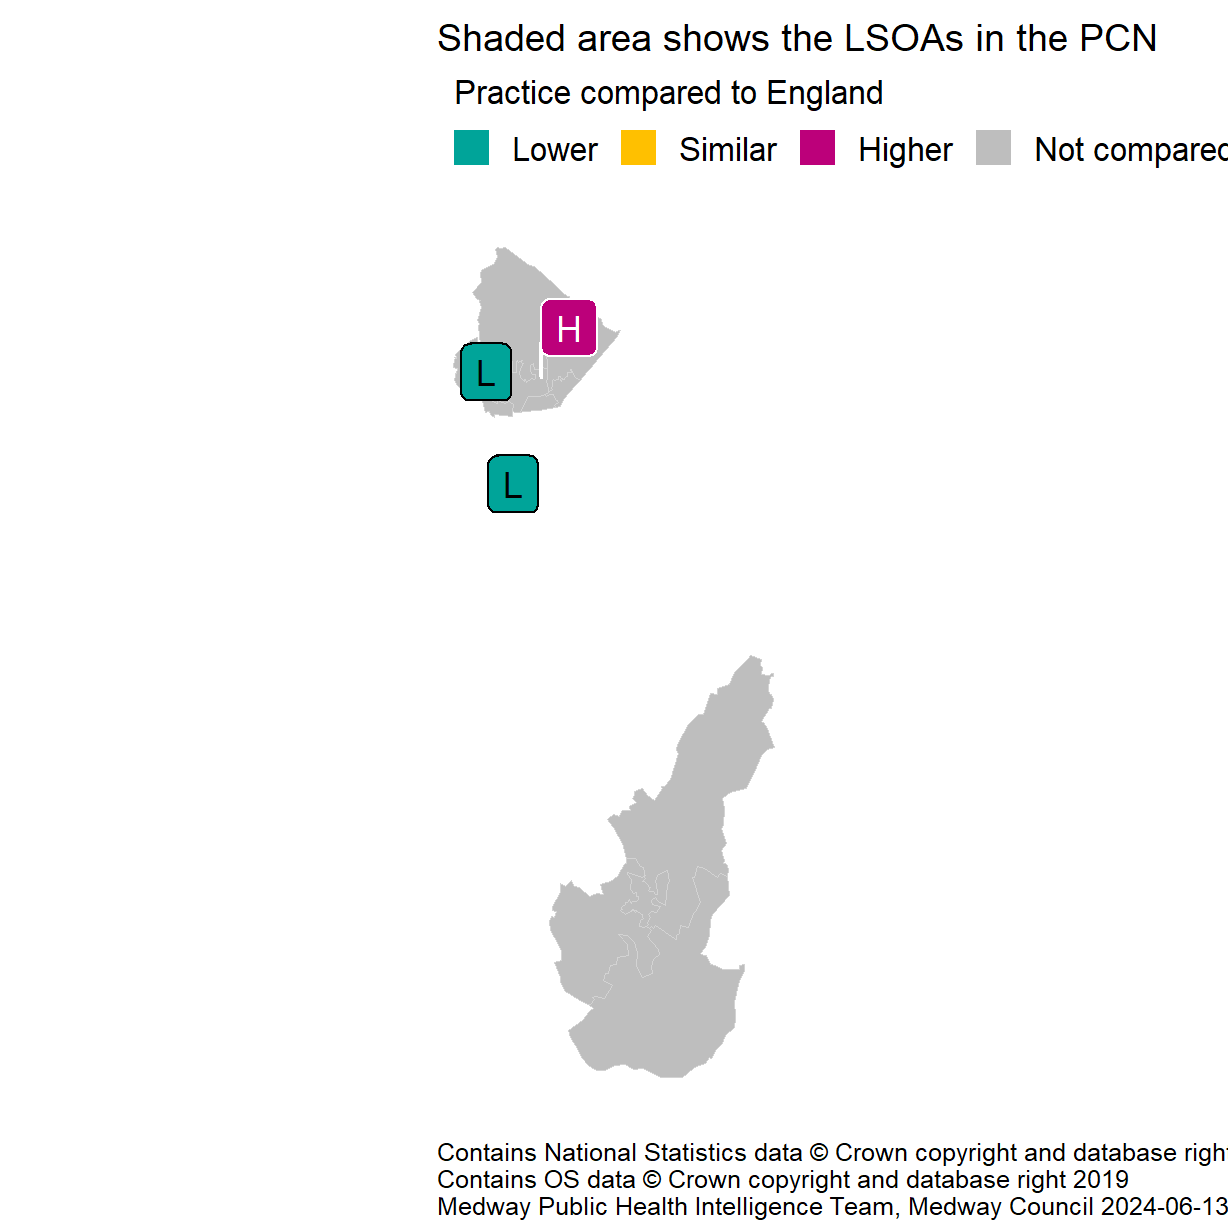 Shaded area shows the LSOAs in the PCN
Practice compared to England
Lower Similar Higher Not compared
H
L
L
Contains National Statistics data © Crown copyright and database right
Contains OS data © Crown copyright and database right 2019
Medway Public Health Intelligence Team, Medway Council 2024-06-13